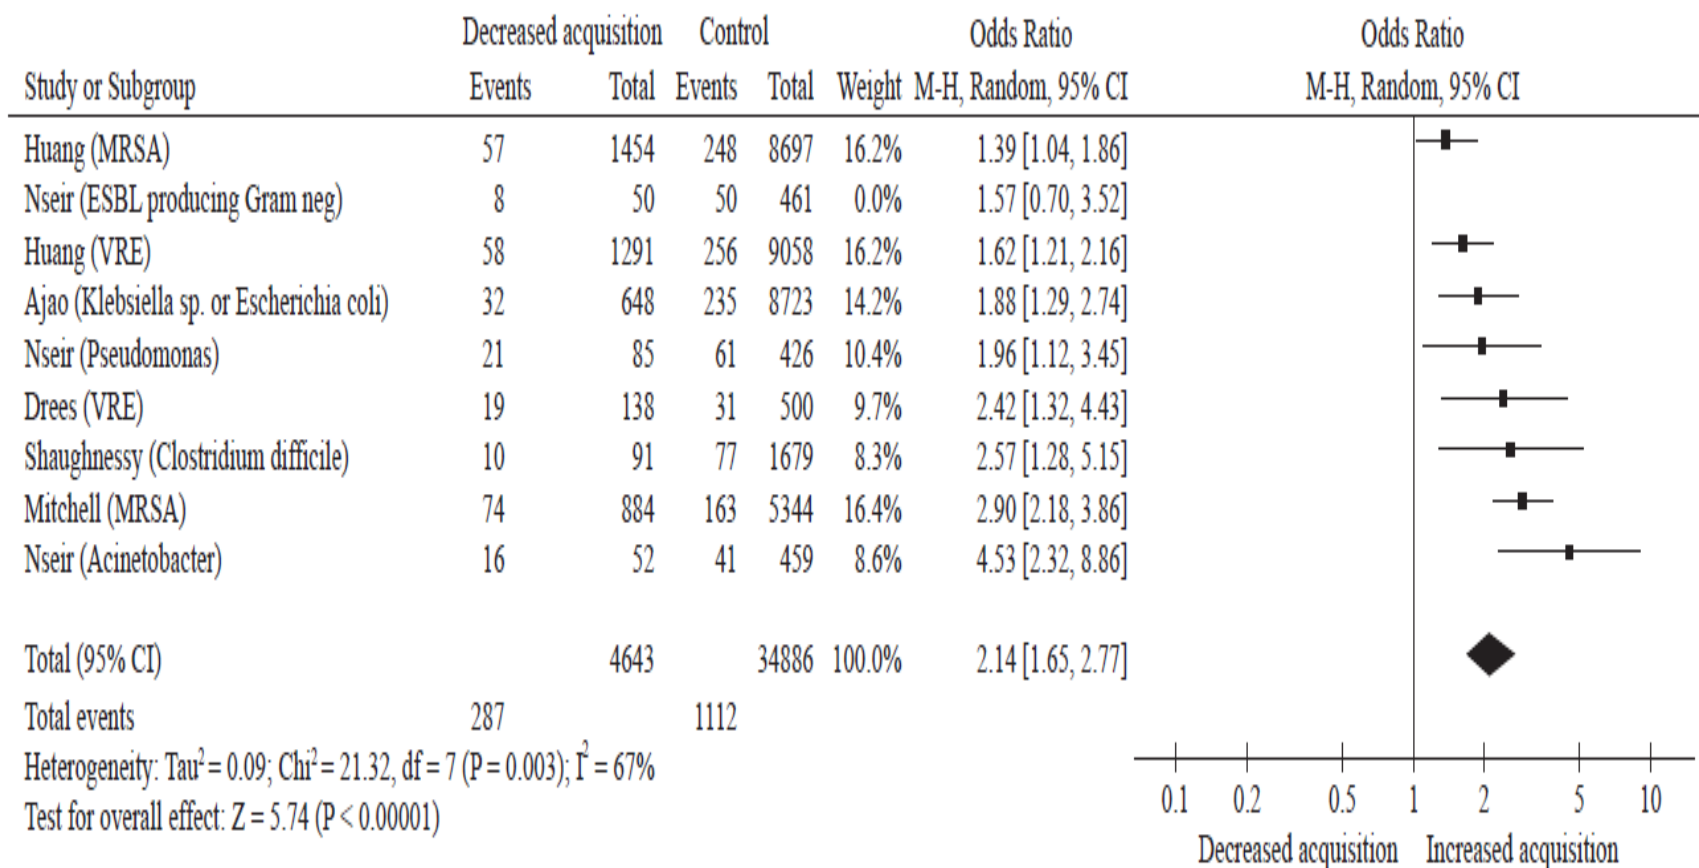 Decreased acquisition Control Odds Ratio Odds Ratio
Study or Subgroup Events Total Events Total Weight M-H, Random, 95% CI M-H, Random, 95% CI
Huang (MRSA) 57 1454 248 8697 16.2% 1.39 [1.04, 1.86]
Nseir (ESBL producing Gram neg) 8 50 50 461 0.0% 1.57 [0.70, 3.52]
Huang (VRE) 58 1291 256 9058 16.2% 1.62 [1.21, 2.16]
Ajao (Klebsiella sp. or Escherichia coli) 32 648 235 8723 14.2% 1.88 [1.29, 2.74]
Nseir (Pseudomonas) 21 85 61 426 10.4% 1.96 [1.12, 3.45]
Drees (VRE) 19 138 31 500 9.7% 2.42 [1.32, 4.43]
Shaughnessy (Clostridium difficile) 10 91 77 1679 8.3% 2.57 [1.28, 5.15]
Mitchell (MRSA) 74 884 163 5344 16.4% 2.90 [2.18, 3.86]
Nseir (Acinetobacter) 16 52 41 459 8.6% 4.53 [2.32, 8.86]
Total (95% CI) 4643 34886 100.0% 2.14 [1.65, 2.77]
Total events 287 1112
Heterogeneity: Tau² = 0.09; Chi² = 21.32, df = 7 (P = 0.003); I² = 67%
Test for overall effect: Z = 5.74 (P < 0.00001)
0.1 0.2 0.5 1 2 5 10
Decreased acquisition Increased acquisition